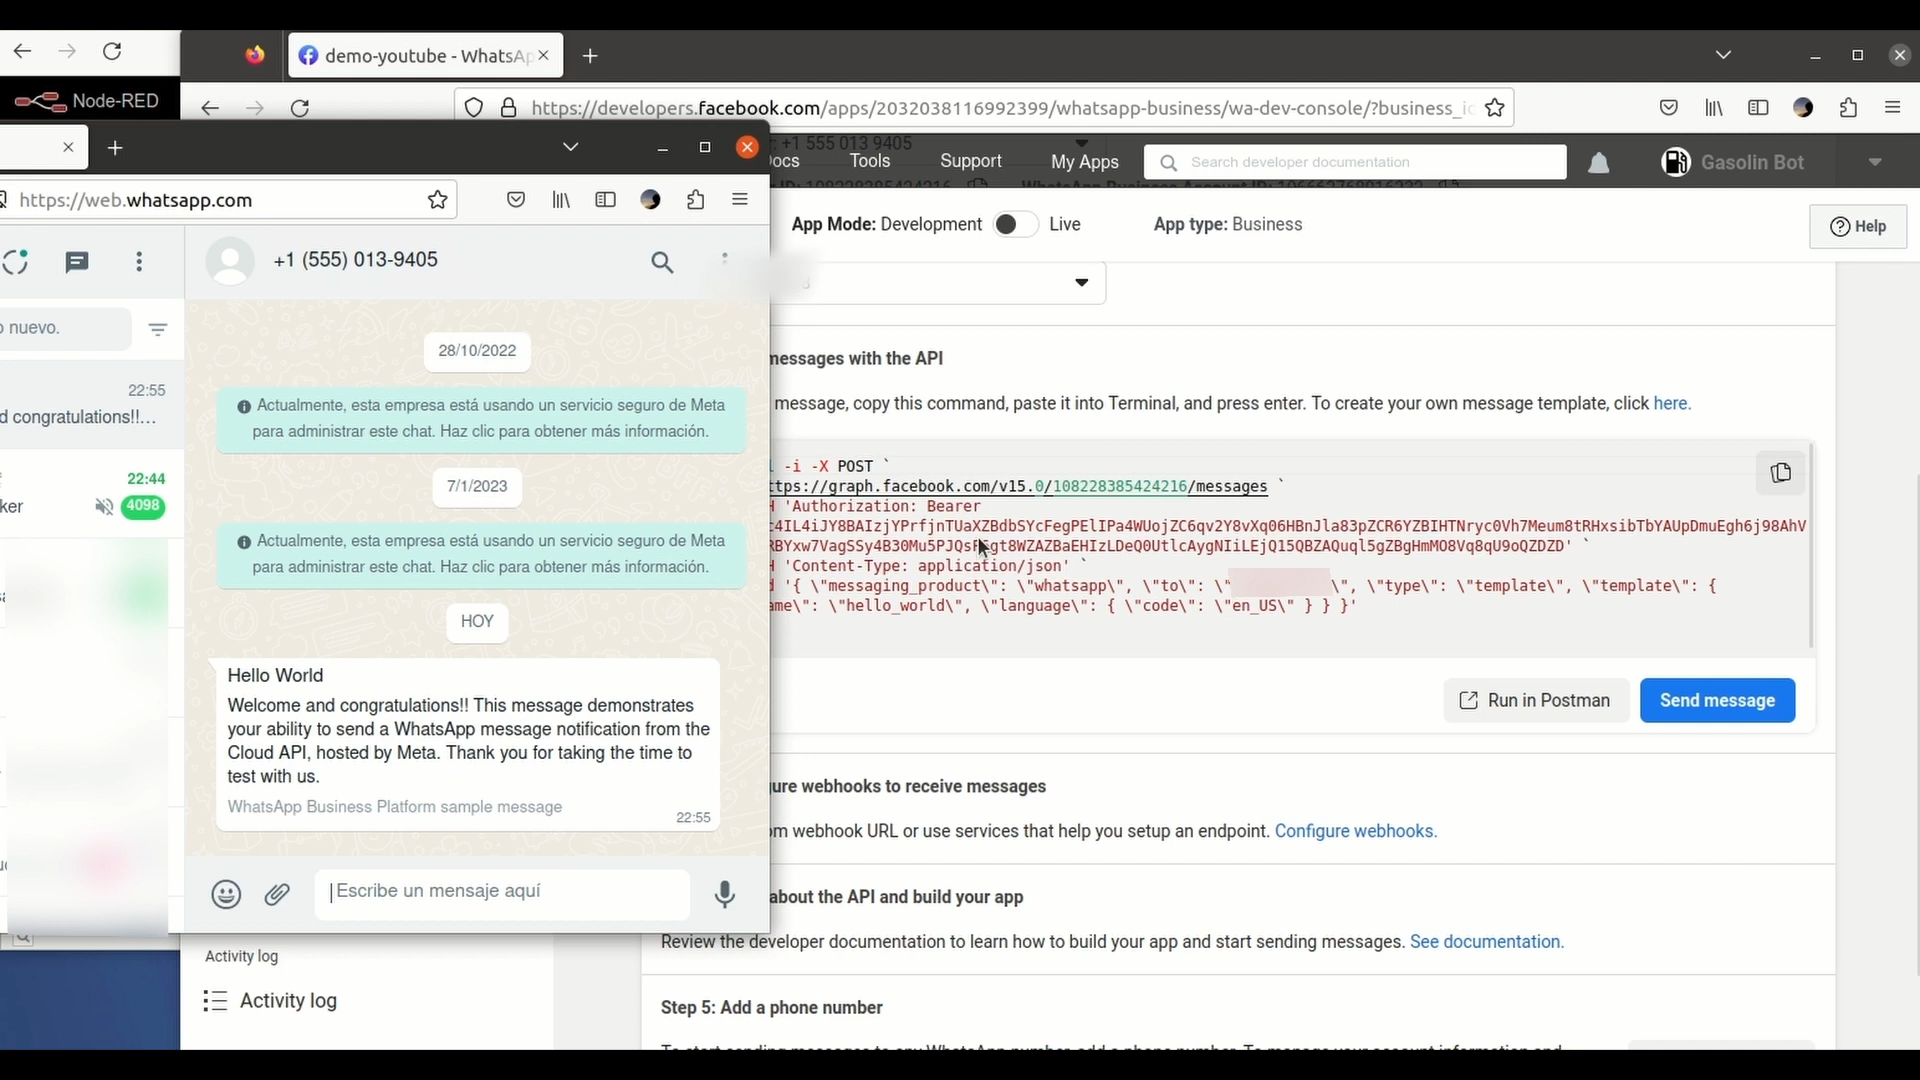 demo-youtube - WhatsAp
Node-RED
https://developers.facebook.com/apps/2032038116992399/whatsapp-business/wa-dev-console/?business_ic
: +1 555 013 9405
Docs
Tools
Support
My Apps
Search developer documentation
Gasolin Bot
https://web.whatsapp.com
App Mode: Development
Live
App type: Business
Help
+1 (555) 013-9405
o nuevo.
28/10/2022
messages with the API
22:55
d congratulations!!...
Actualmente, esta empresa está usando un servicio seguro de Meta
para administrar este chat. Haz clic para obtener más información.
message, copy this command, paste it into Terminal, and press enter. To create your own message template, click here.
22:44
ker
4098
7/1/2023
l -i -X POST `
ttps://graph.facebook.com/v15.0/108228385424216/messages `
H 'Authorization: Bearer
Actualmente, esta empresa está usando un servicio seguro de Meta
para administrar este chat. Haz clic para obtener más información.
H 'Content-Type: application/json' `
d '{ \"messaging_product\": \"whatsapp\", \"to\": \" \", \"type\": \"template\", \"template\": {
ame\": \"hello_world\", \"language\": { \"code\": \"en_US\" } } }'
HOY
Hello World
Welcome and congratulations!! This message demonstrates
your ability to send a WhatsApp message notification from the
Cloud API, hosted by Meta. Thank you for taking the time to
test with us.
WhatsApp Business Platform sample message
22:55
Run in Postman
Send message
ure webhooks to receive messages
om webhook URL or use services that help you setup an endpoint. Configure webhooks.
Escribe un mensaje aquí
about the API and build your app
Review the developer documentation to learn how to build your app and start sending messages. See documentation.
Activity log
Activity log
Step 5: Add a phone number